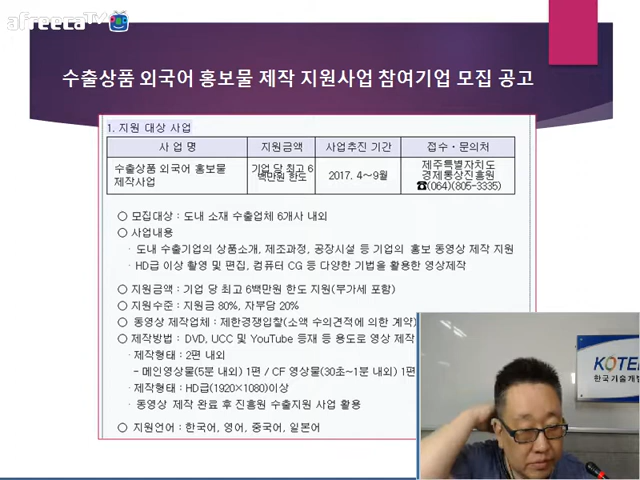 afreecaTV
수출상품 외국어 홍보물 제작 지원사업 참여기업 모집 공고
1. 지원 대상 사업
사 업 명 지원금액 사업추진 기간 접수·문의처
수출상품 외국어 홍보물 제작사업 기업 당 최고 6백만원 한도 2017. 4~9월 제주특별자치도 경제통상진흥원 ☎(064)(805-3335)
○ 모집대상 : 도내 소재 수출업체 6개사 내외
○ 사업내용
· 도내 수출기업의 상품소개, 제조과정, 공장시설 등 기업의 홍보 동영상 제작 지원
· HD급 이상 촬영 및 편집, 컴퓨터 CG 등 다양한 기법을 활용한 영상제작
○ 지원금액 : 기업 당 최고 6백만원 한도 지원(부가세 포함)
○ 지원수준 : 지원금 80%, 자부담 20%
○ 동영상 제작업체 : 제한경쟁입찰(소액 수의견적에 의한 계약)
○ 제작방법 : DVD, UCC 및 YouTube 등재 등 용도로 영상 제작
· 제작형태 : 2편 내외
- 메인영상물(5분 내외) 1편 / CF 영상물(30초~1분 내외) 1편
· 제작형태 : HD급(1920×1080)이상
· 동영상 제작 완료 후 진흥원 수출지원 사업 활용
○ 지원언어 : 한국어, 영어, 중국어, 일본어
KOTE
한국기술개발